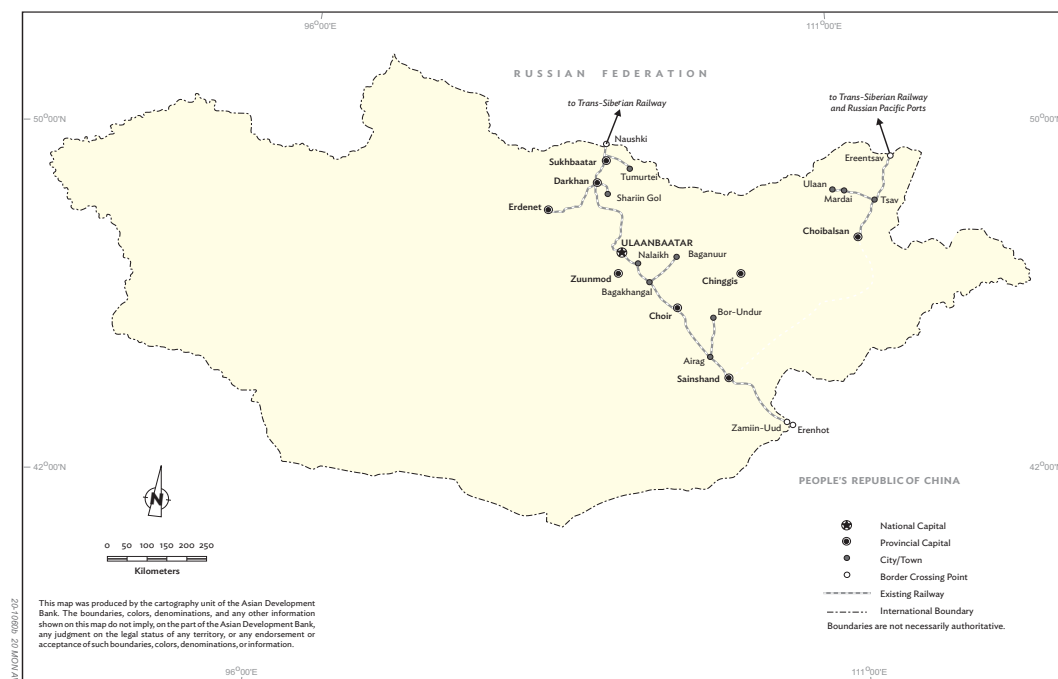 96°00'E
111°00'E
RUSSIAN FEDERATION
to Trans-Siberian Railway
to Trans-Siberian Railway
and Russian Pacific Ports
50°00'N
50°00'N
Naushki
Sukhbaatar
Tumurtei
Ereentsav
Darkhan
Shariin Gol
Ulaan
Mardai
Tsav
Erdenet
Choibalsan
ULAANBAATAR
Nalaikh
Baganuur
Zuunmod
Chinggis
Bagakhangai
Choir
Bor-Undur
Airag
Sainshand
Zamiin-Uud
Erenhot
42°00'N
42°00'N
PEOPLE'S REPUBLIC OF CHINA
N
National Capital
Provincial Capital
City/Town
Border Crossing Point
Existing Railway
International Boundary
Boundaries are not necessarily authoritative.
0 50 100 150 200 250
Kilometers
This map was produced by the cartography unit of the Asian Development
Bank. The boundaries, colors, denominations, and any other information
shown on this map do not imply, on the part of the Asian Development Bank,
any judgment on the legal status of any territory, or any endorsement or
acceptance of such boundaries, colors, denominations, or information.
20-1060b 20 MON
96°00'E
111°00'E